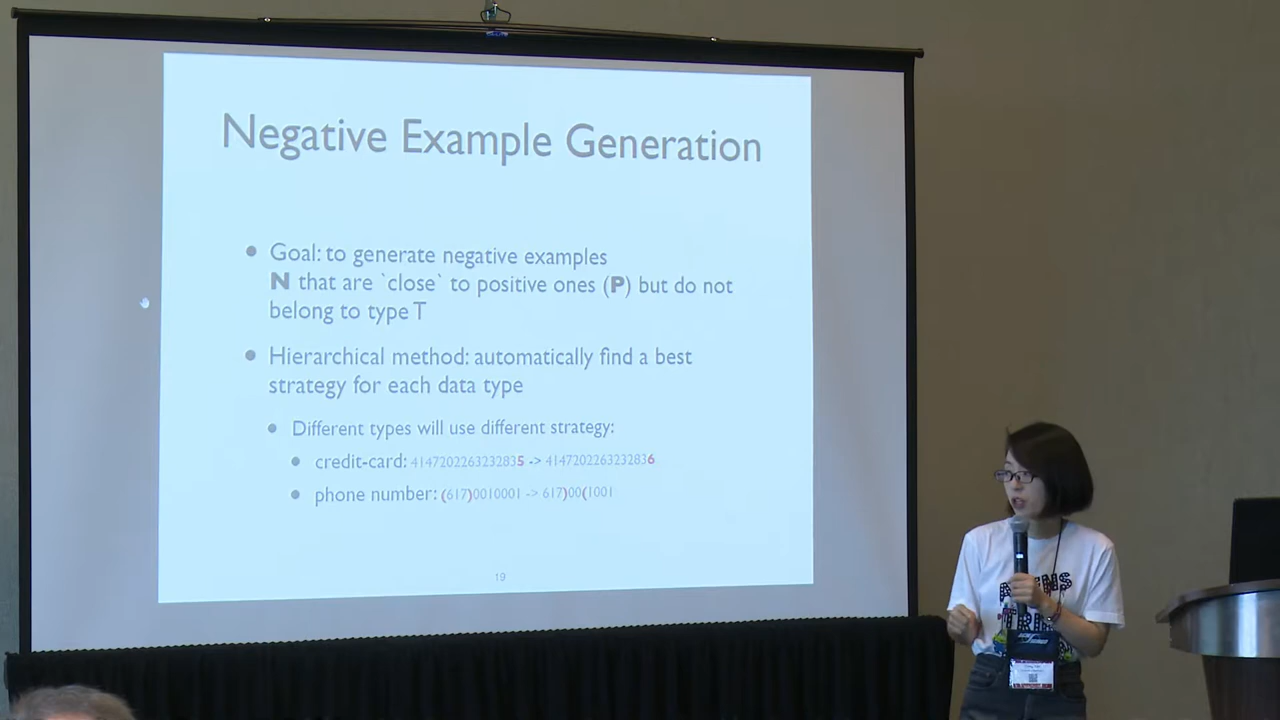 Negative Example Generation
Goal: to generate negative examples
N that are `close` to positive ones (P) but do not
belong to type T
Hierarchical method: automatically find a best
strategy for each data type
Different types will use different strategy:
credit-card: 4147202263232835 -> 4147202263232836
phone number: (617)0010001 -> 617)00(1001
19